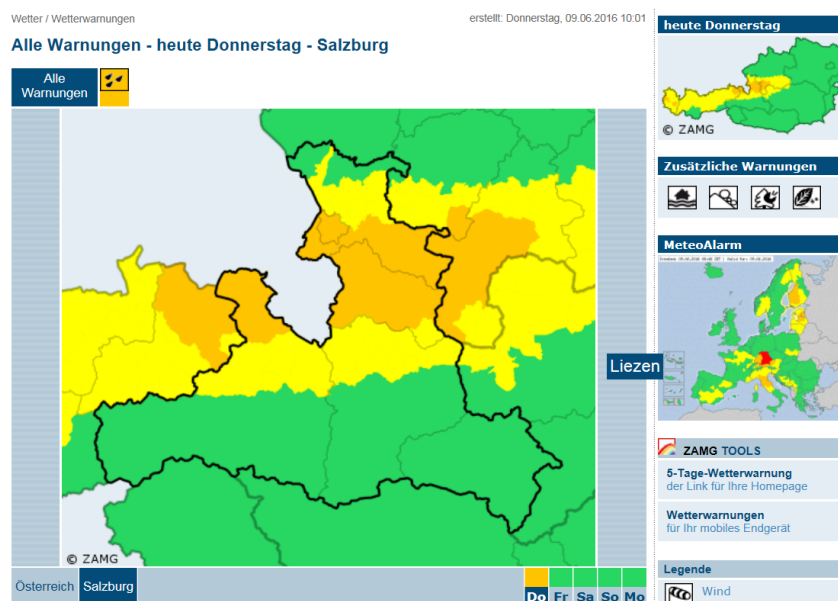 Wetter / Wetterwarnungen
erstellt: Donnerstag, 09.06.2016 10:01
Alle Warnungen - heute Donnerstag - Salzburg
Alle
Warnungen
© ZAMG
Österreich
Salzburg
Do Fr Sa So Mo
Liezen
heute Donnerstag
© ZAMG
Zusätzliche Warnungen
MeteoAlarm
ZAMG TOOLS
5-Tage-Wetterwarnung
der Link für Ihre Homepage
Wetterwarnungen
für Ihr mobiles Endgerät
Legende
Wind